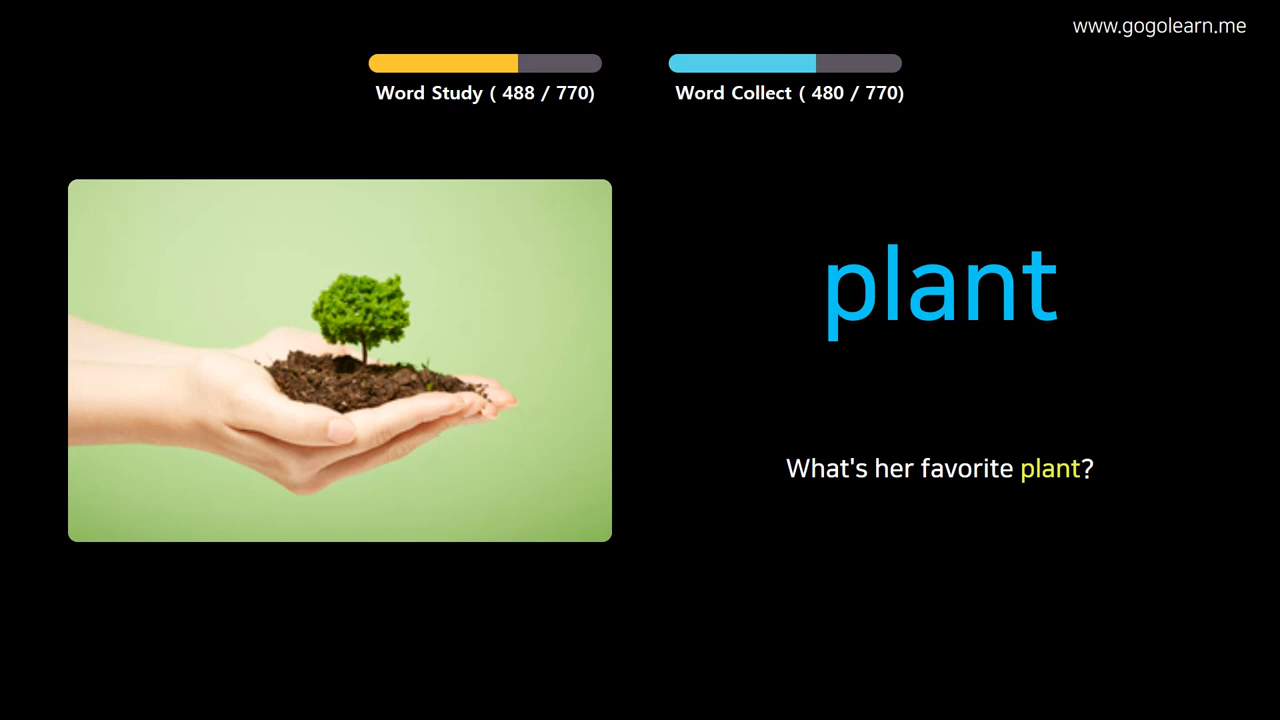 www.gogolearn.me
Word Study ( 488 / 770)
Word Collect ( 480 / 770)
plant
What's her favorite plant?